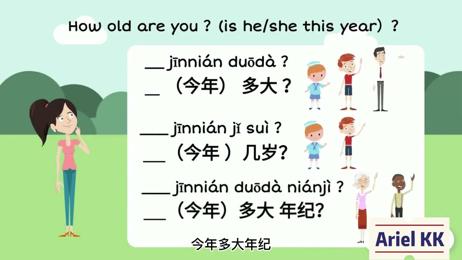 How old are you ? (is he/she this year) ?
__ jīnnián duōdà ?
__ （今年） 多大 ?
___ jīnnián jǐ suì ?
__（今年 ）几岁?
___ jīnnián duōdà niánjì ?
__（今年）多大 年纪?
今年多大年纪
Ariel KK